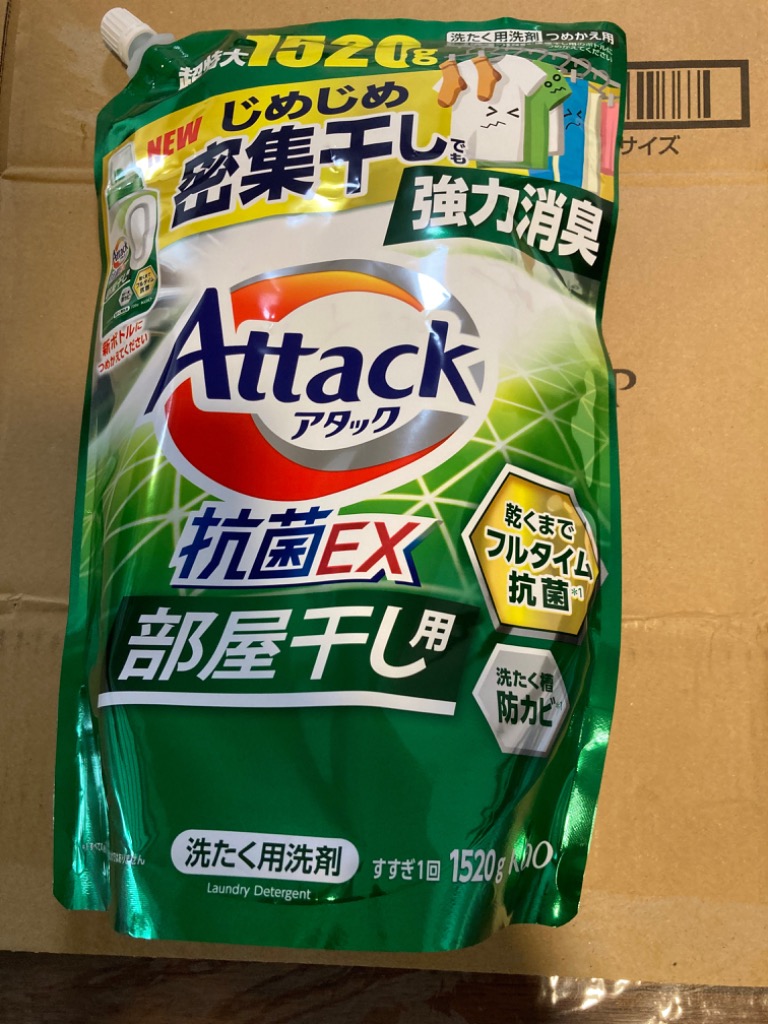 洗たく用洗剤 つめかえ用
超特大1520g
NEW
じめじめ
密集干しでも
強力消臭
サイズ
Attack
新ボトルに
つめかえてください
Attack
アタック
抗菌EX
部屋干し用
乾くまで
フルタイム
抗菌※1
洗たく槽
防カビ※1
洗たく用洗剤
Laundry Detergent
すすぎ1回 1520g Kao